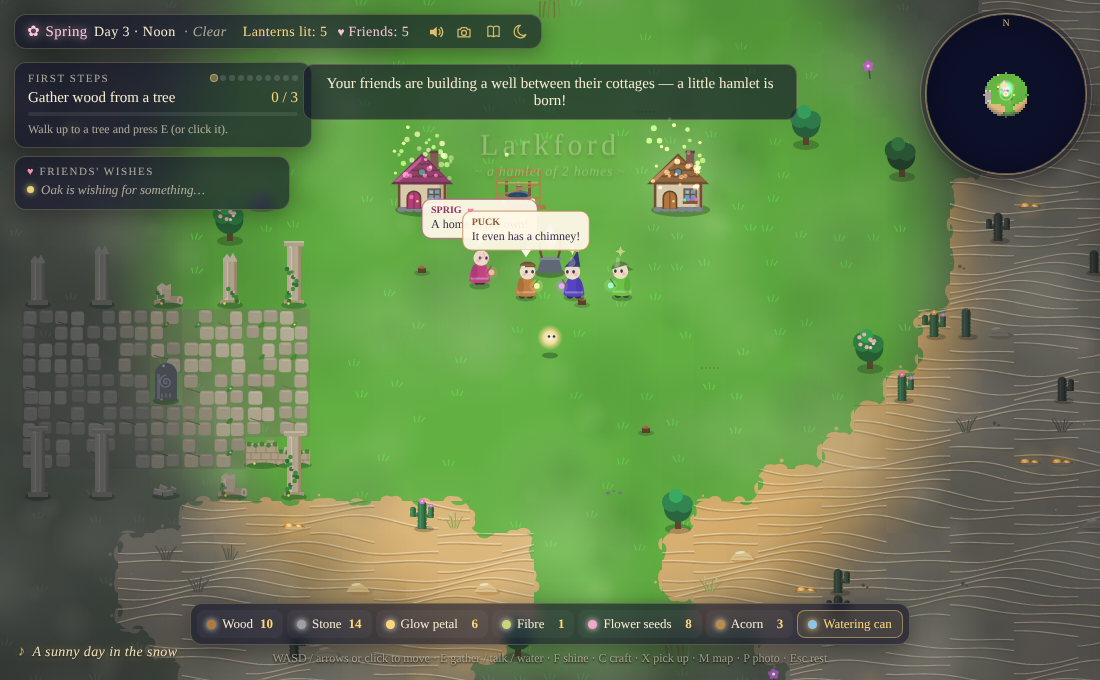 ✿ Spring Day 3 · Noon · Clear Lanterns lit: 5 ♥ Friends: 5
N
FIRST STEPS
Gather wood from a tree 0 / 3
Walk up to a tree and press E (or click it).
Your friends are building a well between their cottages — a little hamlet is
born!
♥ FRIENDS' WISHES
Oak is wishing for something…
Larkford
~ a hamlet of 2 homes ~
SPRIG ♥
A hom
PUCK
It even has a chimney!
Wood 10 Stone 14 Glow petal 6 Fibre 1 Flower seeds 8 Acorn 3 Watering can
♪ A sunny day in the snow
WASD / arrows or click to move · E gather / talk / water · F shine · C craft · X pick up · M map · P photo · Esc rest